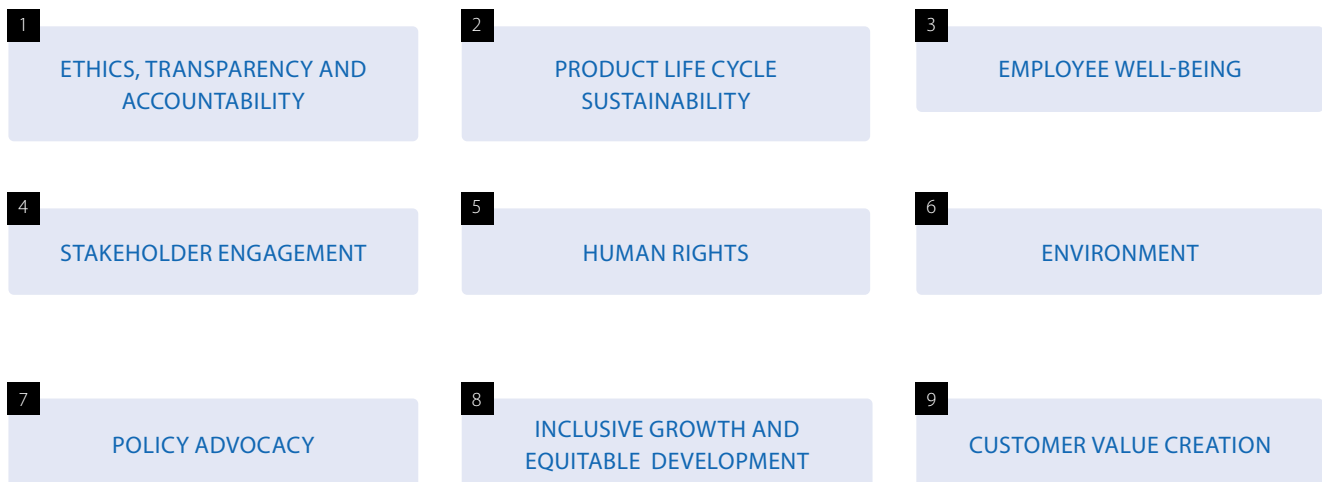 1
ETHICS, TRANSPARENCY AND
ACCOUNTABILITY
2
PRODUCT LIFE CYCLE
SUSTAINABILITY
3
EMPLOYEE WELL-BEING
4
STAKEHOLDER ENGAGEMENT
5
HUMAN RIGHTS
6
ENVIRONMENT
7
POLICY ADVOCACY
8
INCLUSIVE GROWTH AND
EQUITABLE DEVELOPMENT
9
CUSTOMER VALUE CREATION